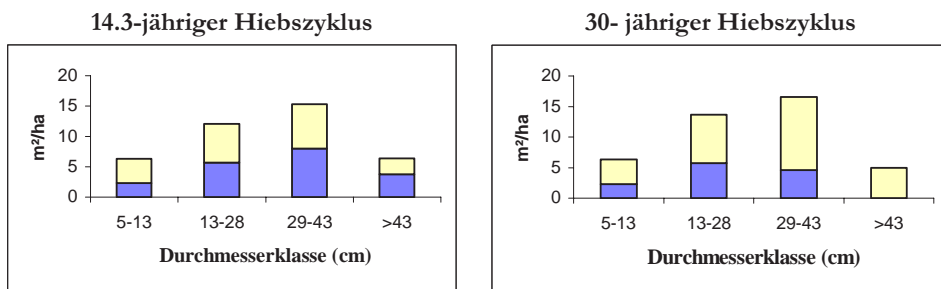 14.3-jähriger Hiebszyklus
20
15
10
5
0
m²/ha
5-13 13-28 29-43 >43
Durchmesserklasse (cm)
30- jähriger Hiebszyklus
20
15
10
5
0
m²/ha
5-13 13-28 29-43 >43
Durchmesserklasse (cm)